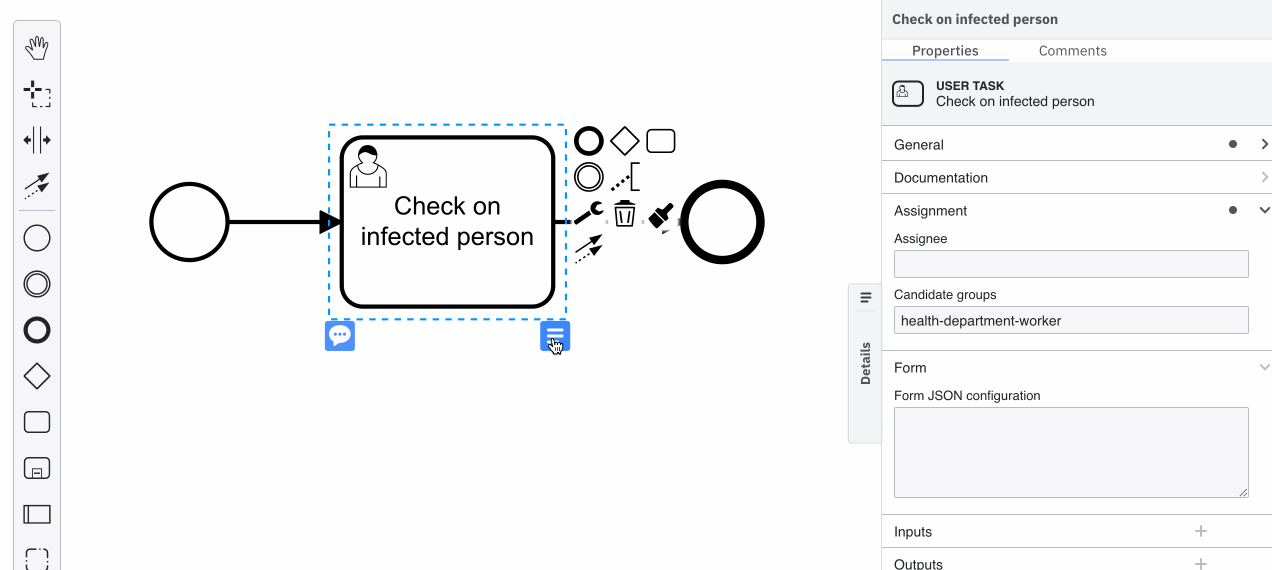 Check on
infected person
Details
Check on infected person
Properties
Comments
USER TASK
Check on infected person
General
Documentation
Assignment
Assignee
Candidate groups
health-department-worker
Form
Form JSON configuration
Inputs
Outputs